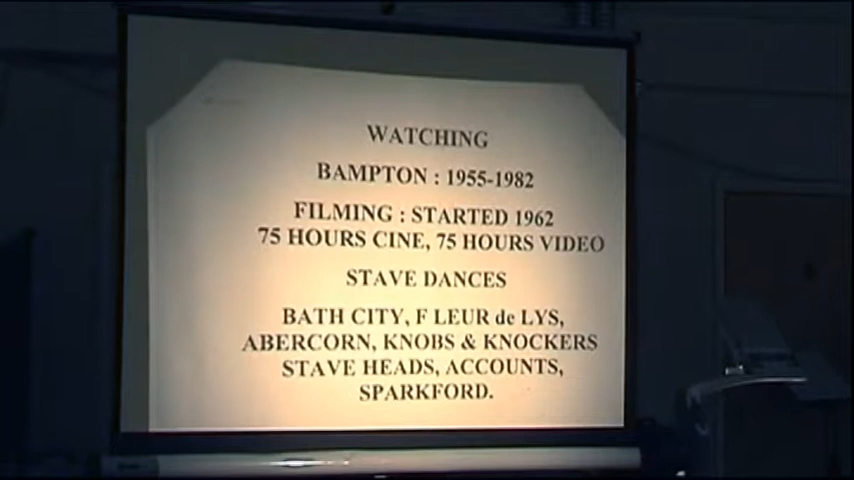 WATCHING
BAMPTON : 1955-1982
FILMING : STARTED 1962
75 HOURS CINE, 75 HOURS VIDEO
STAVE DANCES
BATH CITY, F LEUR de LYS,
ABERCORN, KNOBS & KNOCKERS
STAVE HEADS, ACCOUNTS,
SPARKFORD.